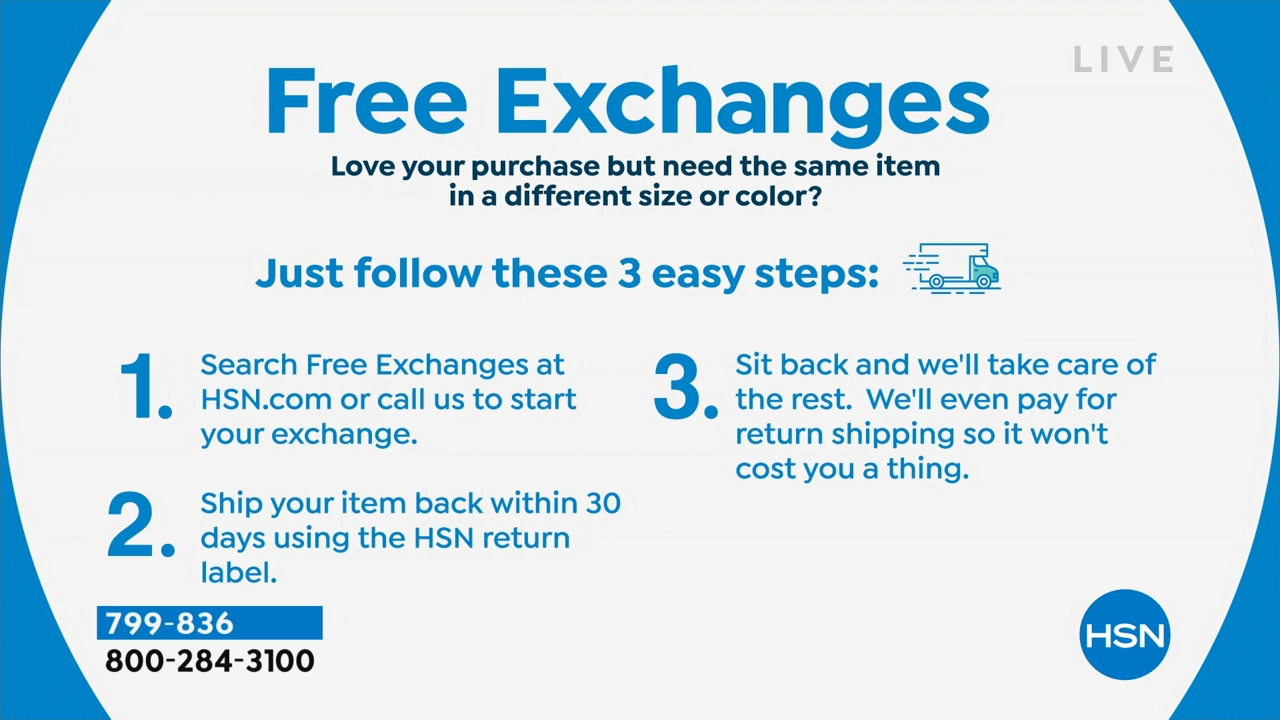 LIVE
Free Exchanges
Love your purchase but need the same item
in a different size or color?
Just follow these 3 easy steps:
1. Search Free Exchanges at
HSN.com or call us to start
your exchange.
2. Ship your item back within 30
days using the HSN return
label.
3. Sit back and we'll take care of
the rest. We'll even pay for
return shipping so it won't
cost you a thing.
799-836
800-284-3100
HSN